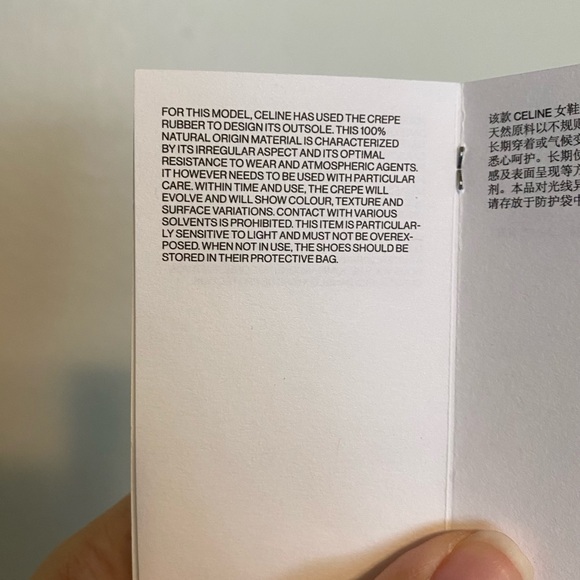 FOR THIS MODEL, CELINE HAS USED THE CREPE
RUBBER TO DESIGN ITS OUTSOLE. THIS 100%
NATURAL ORIGIN MATERIAL IS CHARACTERIZED
BY ITS IRREGULAR ASPECT AND ITS OPTIMAL
RESISTANCE TO WEAR AND ATMOSPHERIC AGENTS.
IT HOWEVER NEEDS TO BE USED WITH PARTICULAR
CARE. WITHIN TIME AND USE, THE CREPE WILL
EVOLVE AND WILL SHOW COLOUR, TEXTURE AND
SURFACE VARIATIONS. CONTACT WITH VARIOUS
SOLVENTS IS PROHIBITED. THIS ITEM IS PARTICULAR-
LY SENSITIVE TO LIGHT AND MUST NOT BE OVEREX-
POSED. WHEN NOT IN USE, THE SHOES SHOULD BE
STORED IN THEIR PROTECTIVE BAG.
该款 CELINE 女鞋
天然原料以不规则
长期穿着或气候变
悉心呵护。长期使
感及表面呈现等方
剂。本品对光线异
请存放于防护袋中